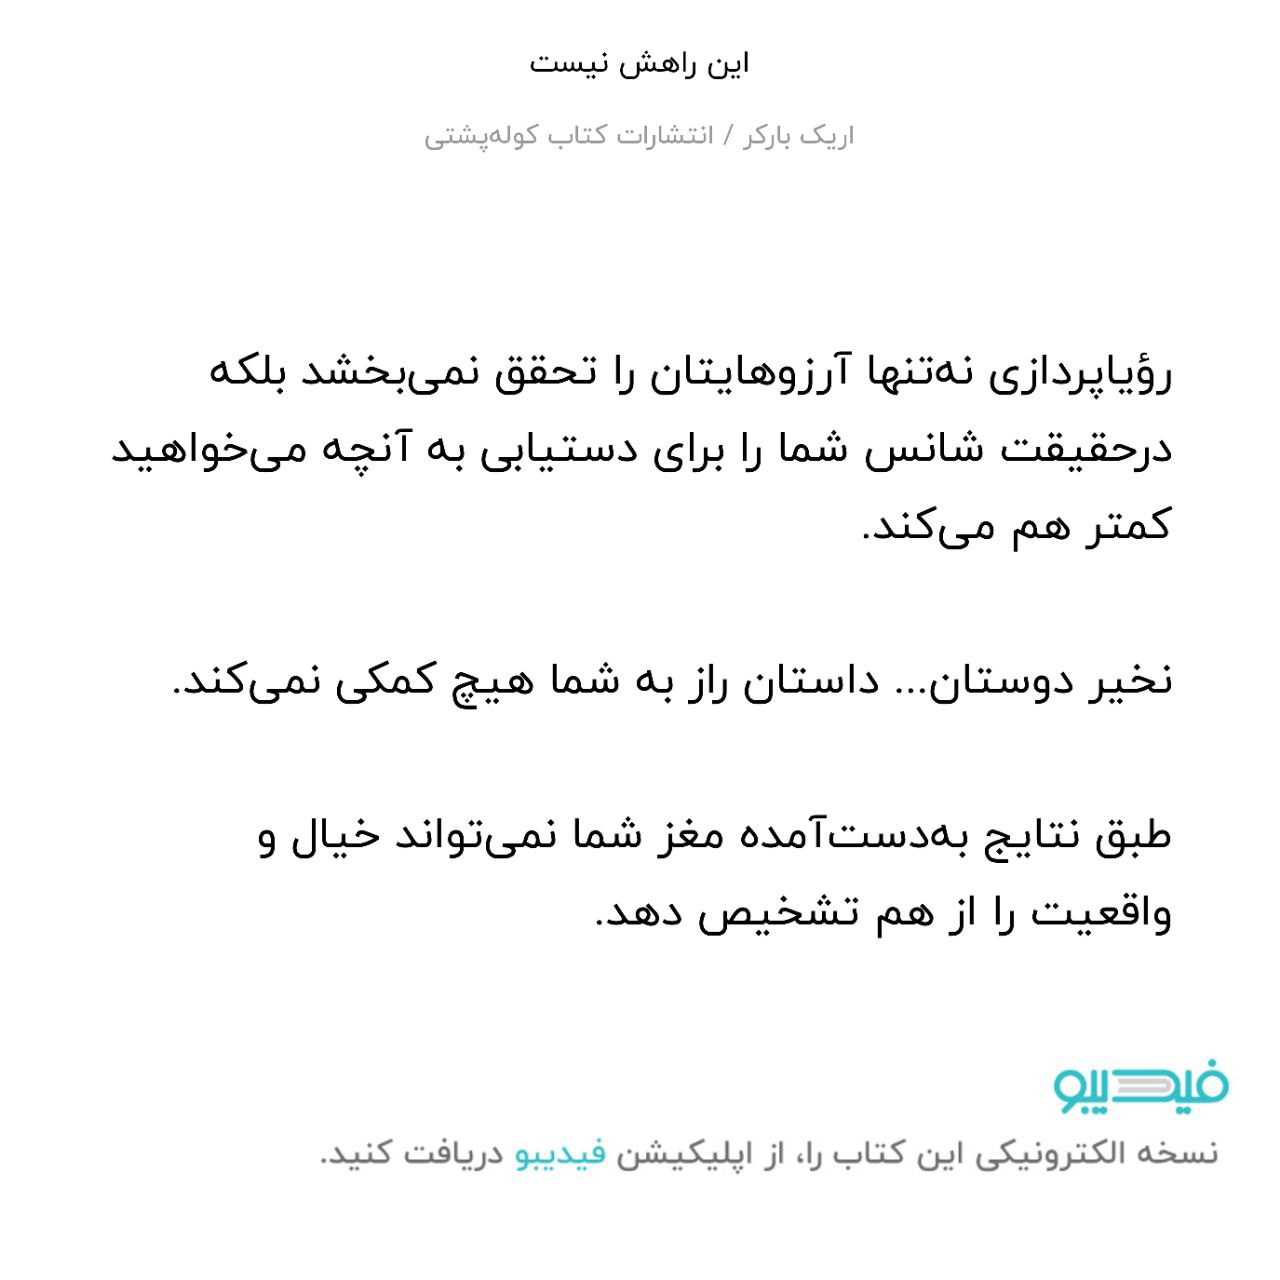 این راهش نیست
اریک بارکر / انتشارات کتاب کوله‌پشتی
رؤیاپردازی نه‌تنها آرزوهایتان را تحقق نمی‌بخشد بلکه
درحقیقت شانس شما را برای دستیابی به آنچه می‌خواهید
کمتر هم می‌کند.
نخیر دوستان... داستان راز به شما هیچ کمکی نمی‌کند.
طبق نتایج به‌دست‌آمده مغز شما نمی‌تواند خیال و
واقعیت را از هم تشخیص دهد.
فیدیبو
نسخه الکترونیکی این کتاب را، از اپلیکیشن فیدیبو دریافت کنید.